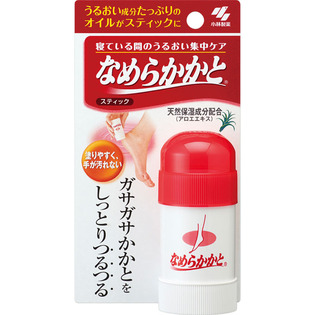 うるおい成分たっぷりの
オイルがスティックに
小林製薬
寝ている間のうるおい集中ケア
なめらかかと®
スティック
天然保湿成分配合
(アロエエキス)
塗りやすく、
手が汚れない
ガサガサかかとを
しっとりつるつる
なめらかかと®